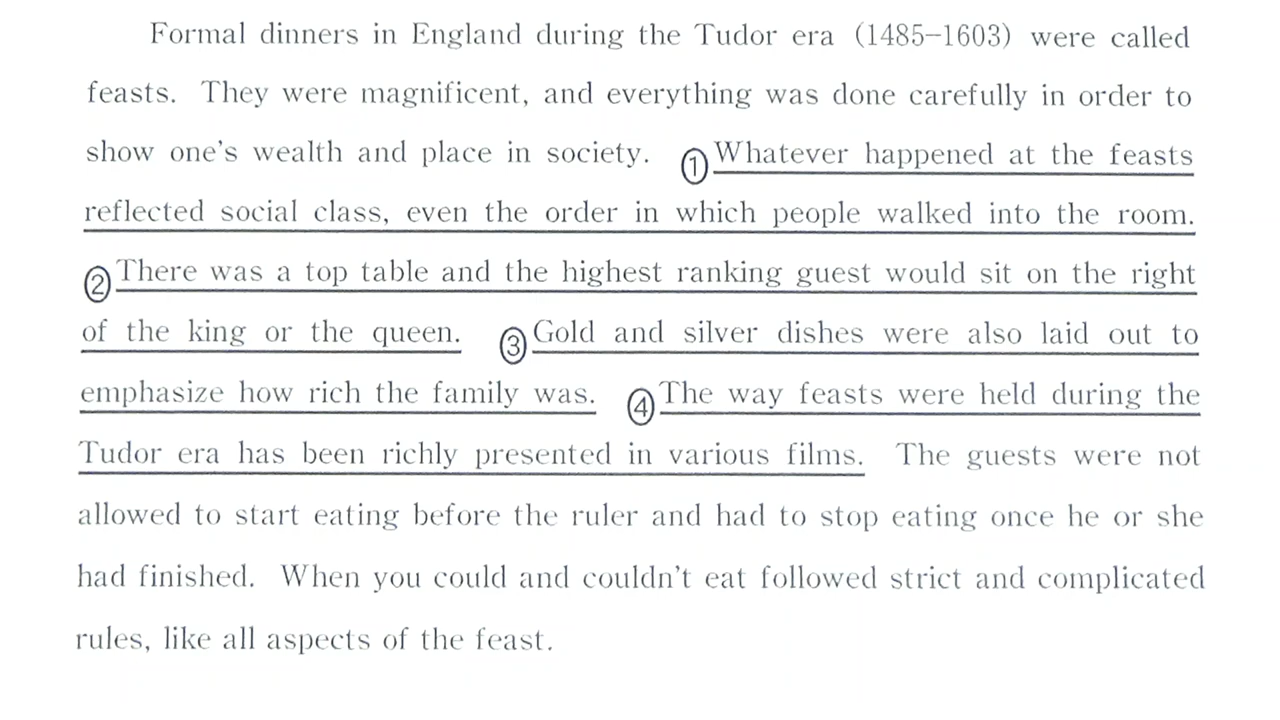 Formal dinners in England during the Tudor era (1485–1603) were called
feasts. They were magnificent, and everything was done carefully in order to
show one's wealth and place in society. ①Whatever happened at the feasts
reflected social class, even the order in which people walked into the room.
②There was a top table and the highest ranking guest would sit on the right
of the king or the queen. ③Gold and silver dishes were also laid out to
emphasize how rich the family was. ④The way feasts were held during the
Tudor era has been richly presented in various films. The guests were not
allowed to start eating before the ruler and had to stop eating once he or she
had finished. When you could and couldn't eat followed strict and complicated
rules, like all aspects of the feast.